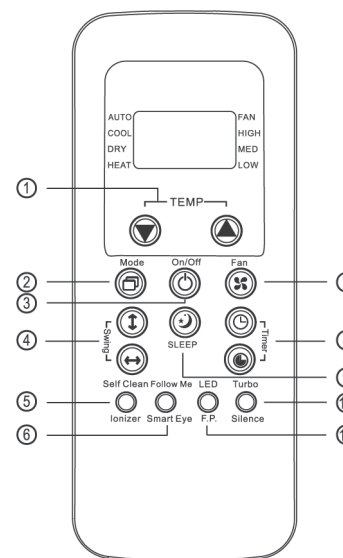 AUTO FAN
COOL HIGH
DRY MED
HEAT LOW
① TEMP
Mode On/Off Fan
②
③
④ Swing Timer
SLEEP
Self Clean Follow Me LED Turbo
⑤
Ionizer Smart Eye F.P. Silence
⑥